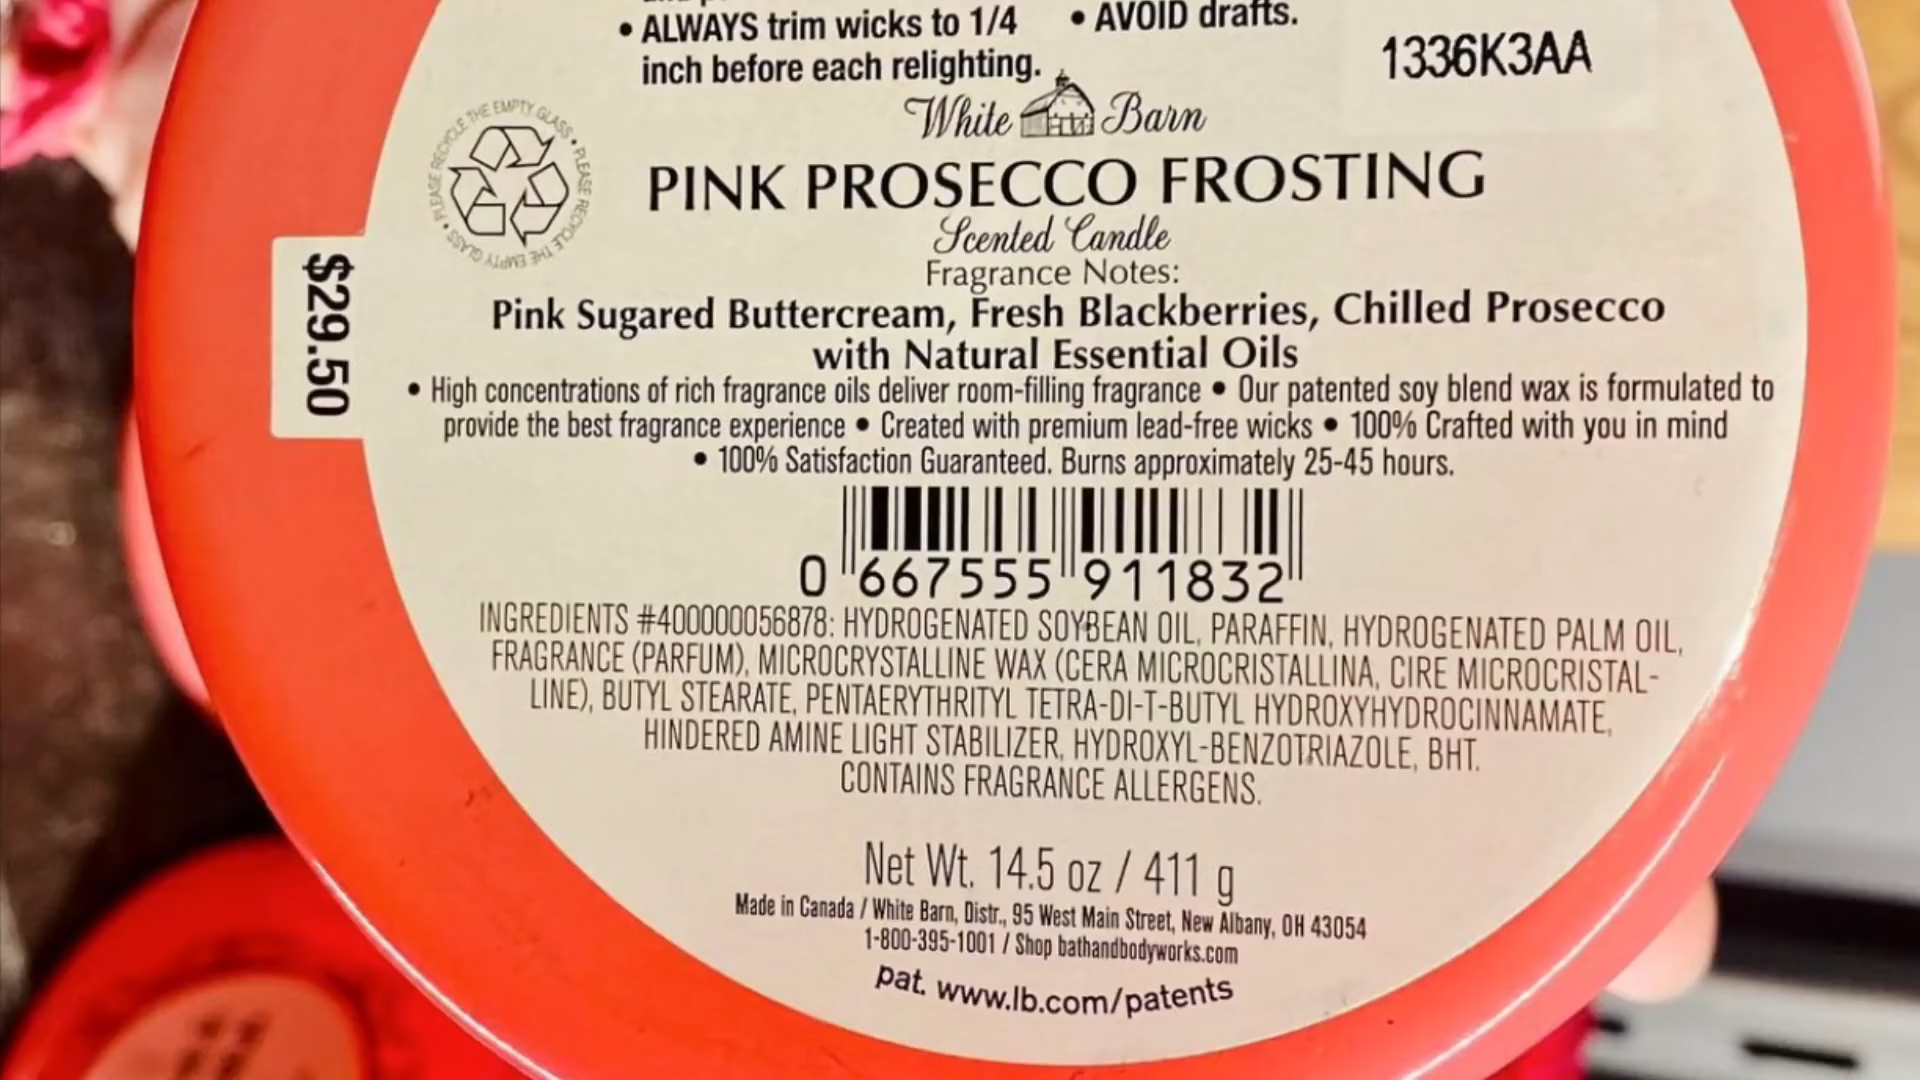 • ALWAYS trim wicks to 1/4
inch before each relighting.
• AVOID drafts.
1336K3AA
White Barn
PLEASE RECYCLE THE EMPTY GLASS • PLEASE RECYCLE THE EMPTY GLASS •
PINK PROSECCO FROSTING
Scented Candle
Fragrance Notes:
$29.50
Pink Sugared Buttercream, Fresh Blackberries, Chilled Prosecco
with Natural Essential Oils
• High concentrations of rich fragrance oils deliver room-filling fragrance • Our patented soy blend wax is formulated to
provide the best fragrance experience • Created with premium lead-free wicks • 100% Crafted with you in mind
• 100% Satisfaction Guaranteed. Burns approximately 25-45 hours.
0 667555 911832
INGREDIENTS #400000056878: HYDROGENATED SOYBEAN OIL, PARAFFIN, HYDROGENATED PALM OIL,
FRAGRANCE (PARFUM), MICROCRYSTALLINE WAX (CERA MICROCRISTALLINA, CIRE MICROCRISTAL-
LINE), BUTYL STEARATE, PENTAERYTHRITYL TETRA-DI-T-BUTYL HYDROXYHYDROCINNAMATE,
HINDERED AMINE LIGHT STABILIZER, HYDROXYL-BENZOTRIAZOLE, BHT.
CONTAINS FRAGRANCE ALLERGENS.
Net Wt. 14.5 oz / 411 g
Made in Canada / White Barn, Distr., 95 West Main Street, New Albany, OH 43054
1-800-395-1001 / Shop bathandbodyworks.com
pat. www.lb.com/patents